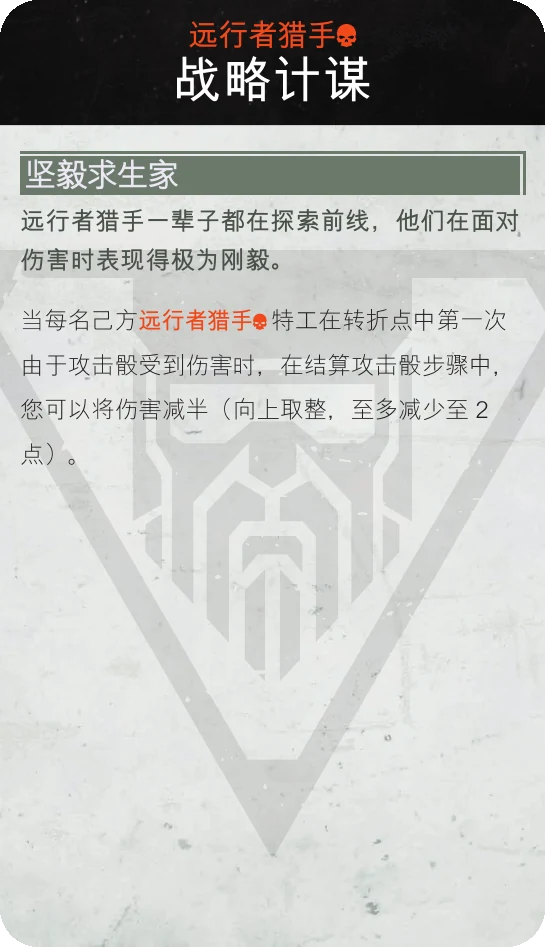 远行者猎手
战略计谋
坚毅求生家
远行者猎手一辈子都在探索前线，他们在面对
伤害时表现得极为刚毅。
当每名己方远行者猎手特工在转折点中第一次
由于攻击骰受到伤害时，在结算攻击骰步骤中，
您可以将伤害减半（向上取整，至多减少至 2
点）。